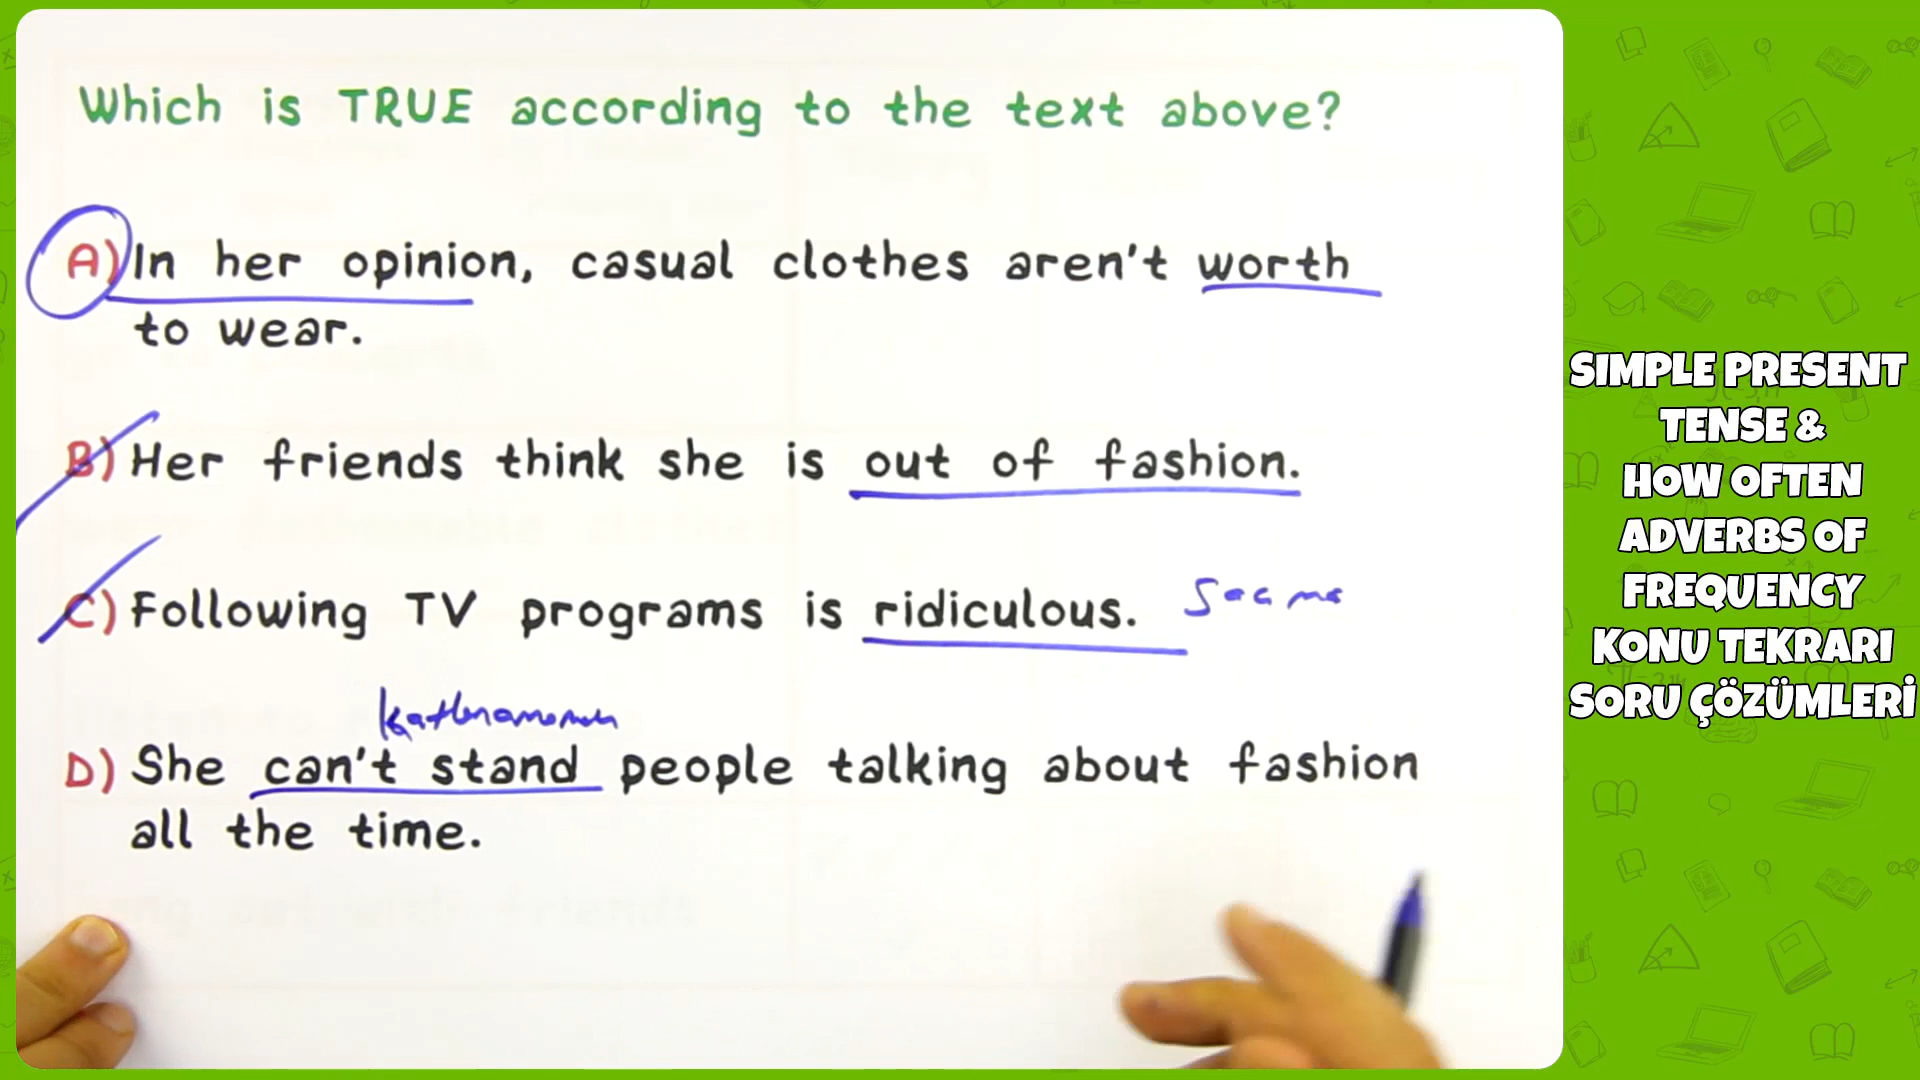 Which is TRUE according to the text above?
A) In her opinion, casual clothes aren't worth
to wear.
B) Her friends think she is out of fashion.
C) Following TV programs is ridiculous.
D) She can't stand people talking about fashion
all the time.
SIMPLE PRESENT
TENSE &
HOW OFTEN
ADVERBS OF
FREQUENCY
KONU TEKRARI
SORU ÇÖZÜMLERİ